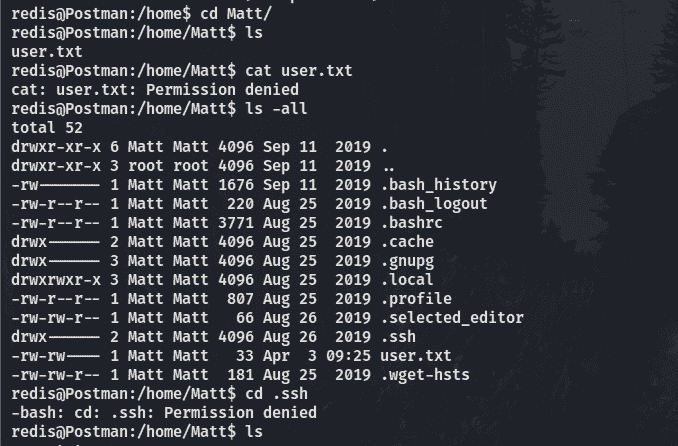 redis@Postman:/home$ cd Matt/
redis@Postman:/home/Matt$ ls
user.txt
redis@Postman:/home/Matt$ cat user.txt
cat: user.txt: Permission denied
redis@Postman:/home/Matt$ ls -all
total 52
drwxr-xr-x 6 Matt Matt 4096 Sep 11  2019 .
drwxr-xr-x 3 root root 4096 Sep 11  2019 ..
-rw------- 1 Matt Matt 1676 Sep 11  2019 .bash_history
-rw-r--r-- 1 Matt Matt  220 Aug 25  2019 .bash_logout
-rw-r--r-- 1 Matt Matt 3771 Aug 25  2019 .bashrc
drwx------ 2 Matt Matt 4096 Aug 25  2019 .cache
drwx------ 3 Matt Matt 4096 Aug 25  2019 .gnupg
drwxrwxr-x 3 Matt Matt 4096 Aug 25  2019 .local
-rw-r--r-- 1 Matt Matt  807 Aug 25  2019 .profile
-rw-rw-r-- 1 Matt Matt   66 Aug 26  2019 .selected_editor
drwx------ 2 Matt Matt 4096 Aug 26  2019 .ssh
-rw-rw---- 1 Matt Matt   33 Apr  3 09:25 user.txt
-rw-rw-r-- 1 Matt Matt  181 Aug 25  2019 .wget-hsts
redis@Postman:/home/Matt$ cd .ssh
-bash: cd: .ssh: Permission denied
redis@Postman:/home/Matt$ ls